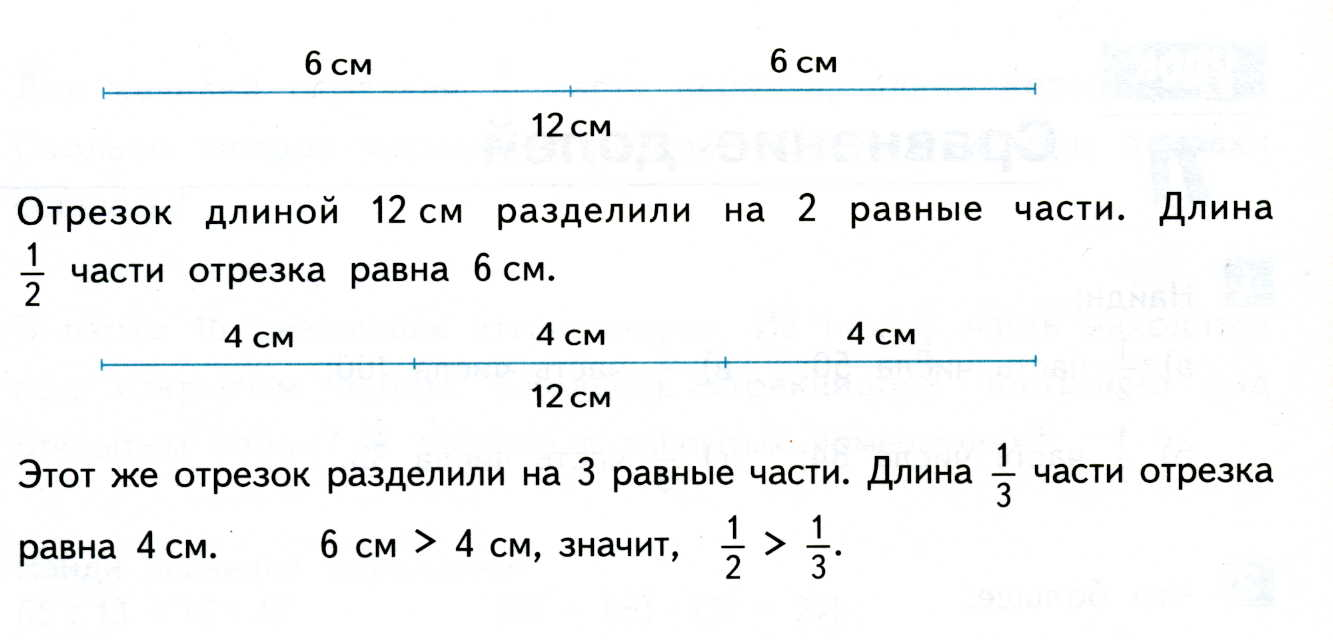 6 см 6 см
12 см
Отрезок длиной 12 см разделили на 2 равные части. Длина
1/2 части отрезка равна 6 см.
4 см 4 см 4 см
12 см
Этот же отрезок разделили на 3 равные части. Длина 1/3 части отрезка
равна 4 см. 6 см > 4 см, значит, 1/2 > 1/3.